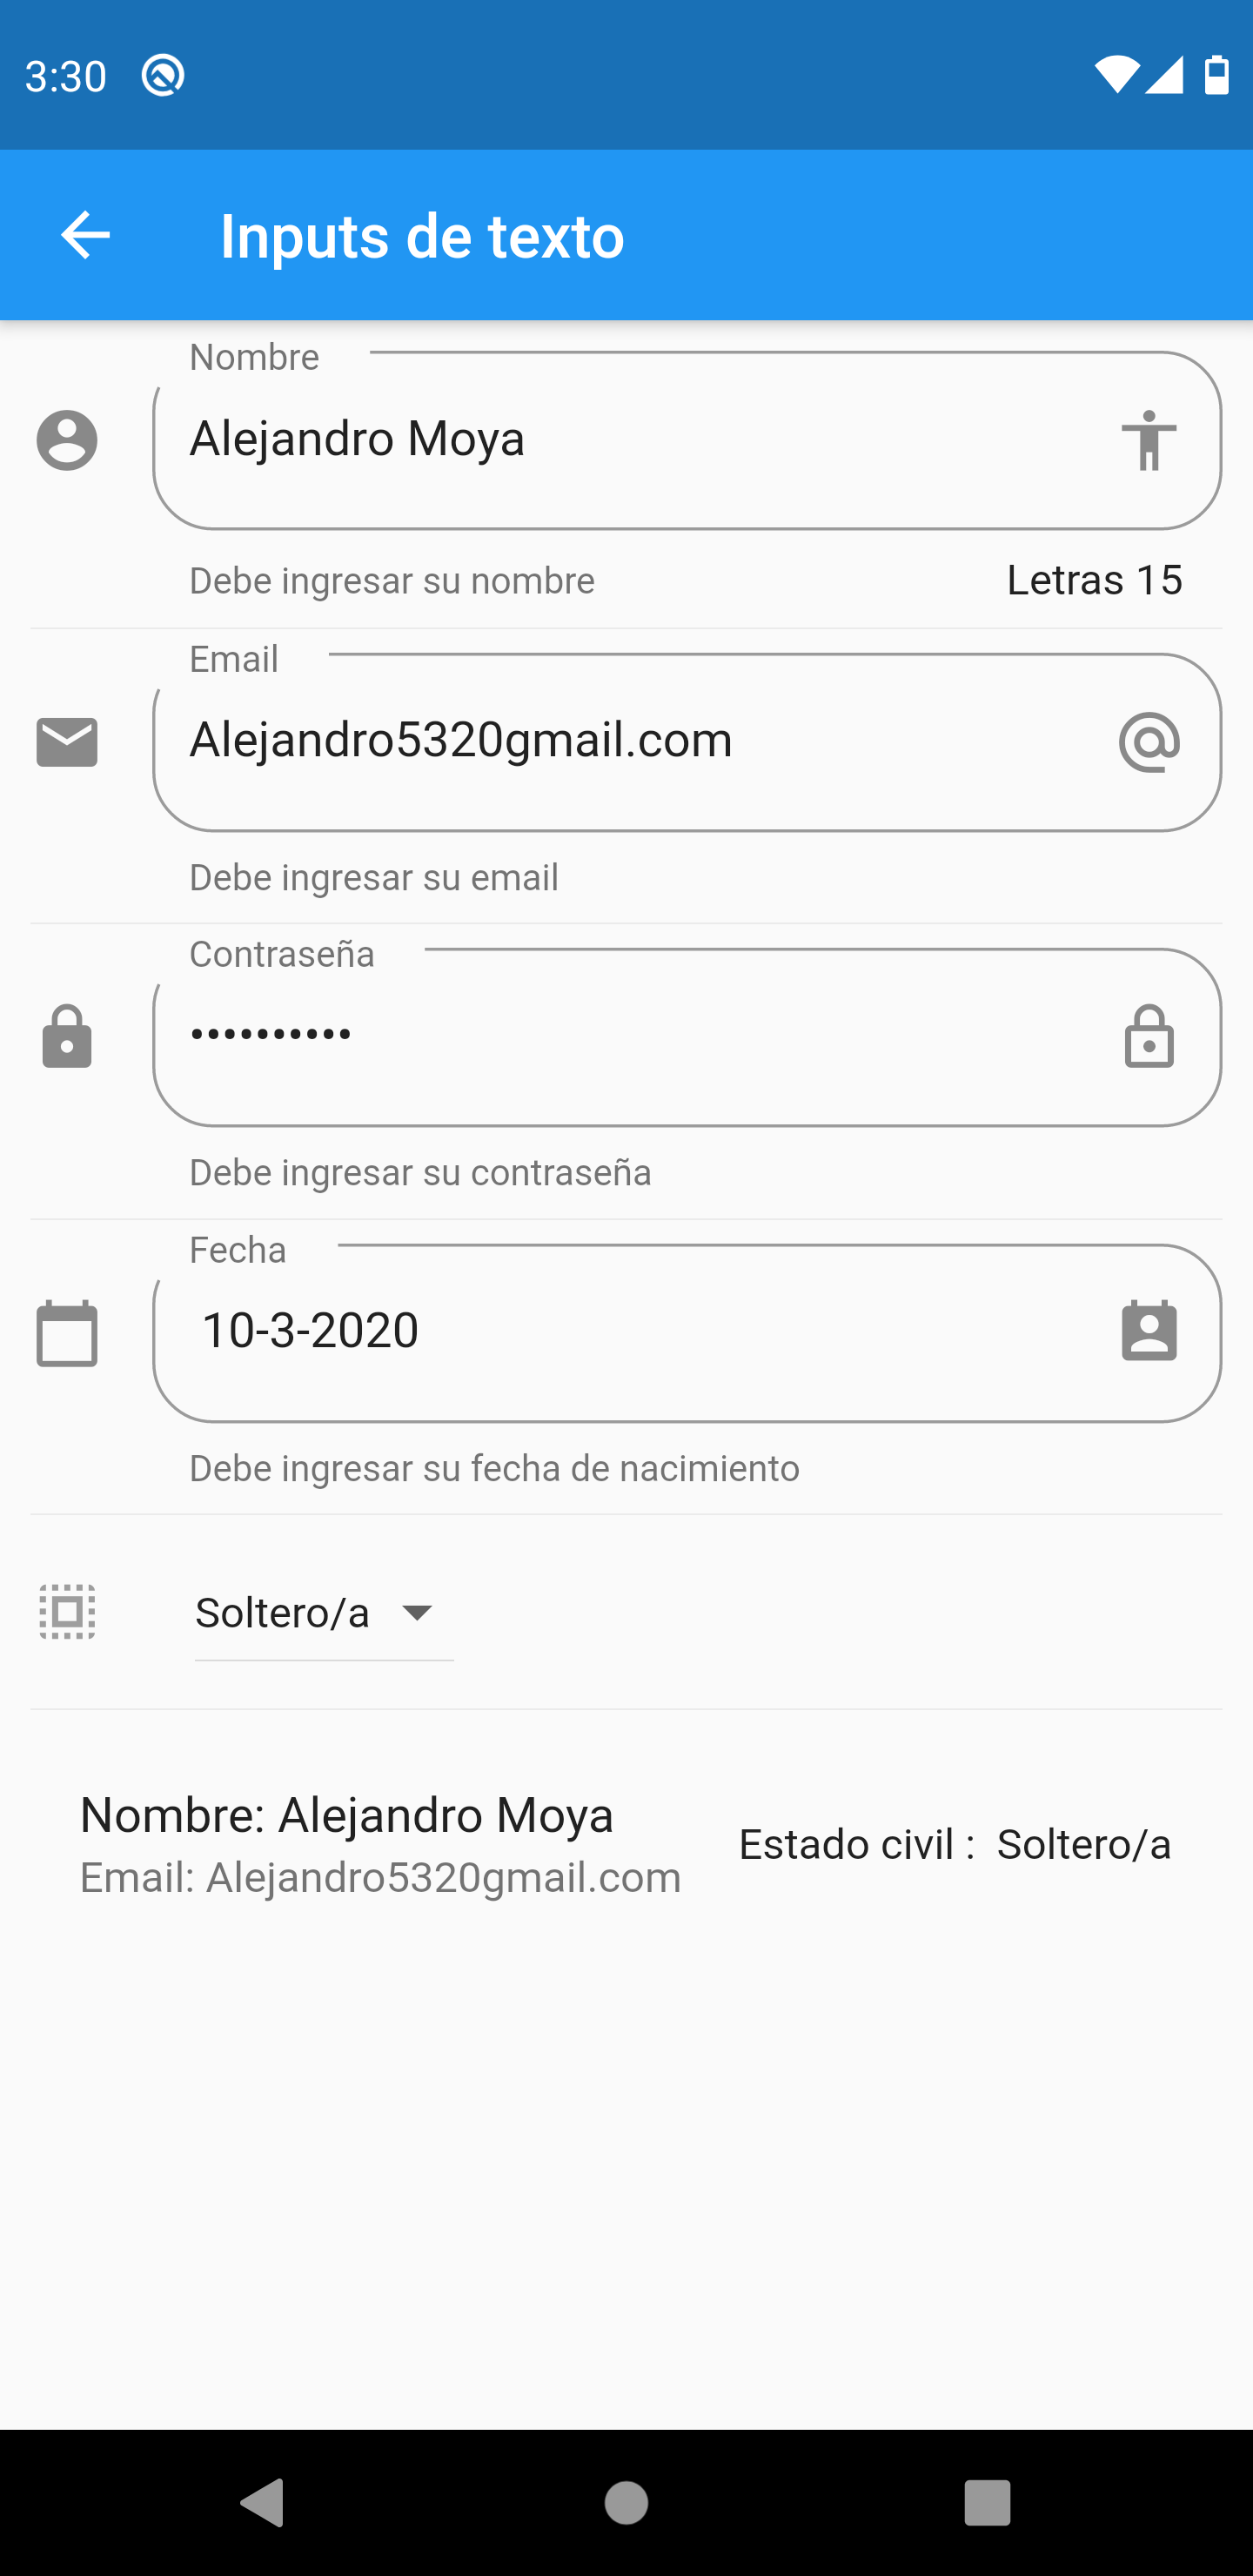 3:30
Inputs de texto
Nombre
Alejandro Moya
Debe ingresar su nombre Letras 15
Email
Alejandro5320gmail.com
Debe ingresar su email
Contraseña
••••••••••
Debe ingresar su contraseña
Fecha
10-3-2020
Debe ingresar su fecha de nacimiento
Soltero/a
Nombre: Alejandro Moya
Email: Alejandro5320gmail.com
Estado civil :  Soltero/a